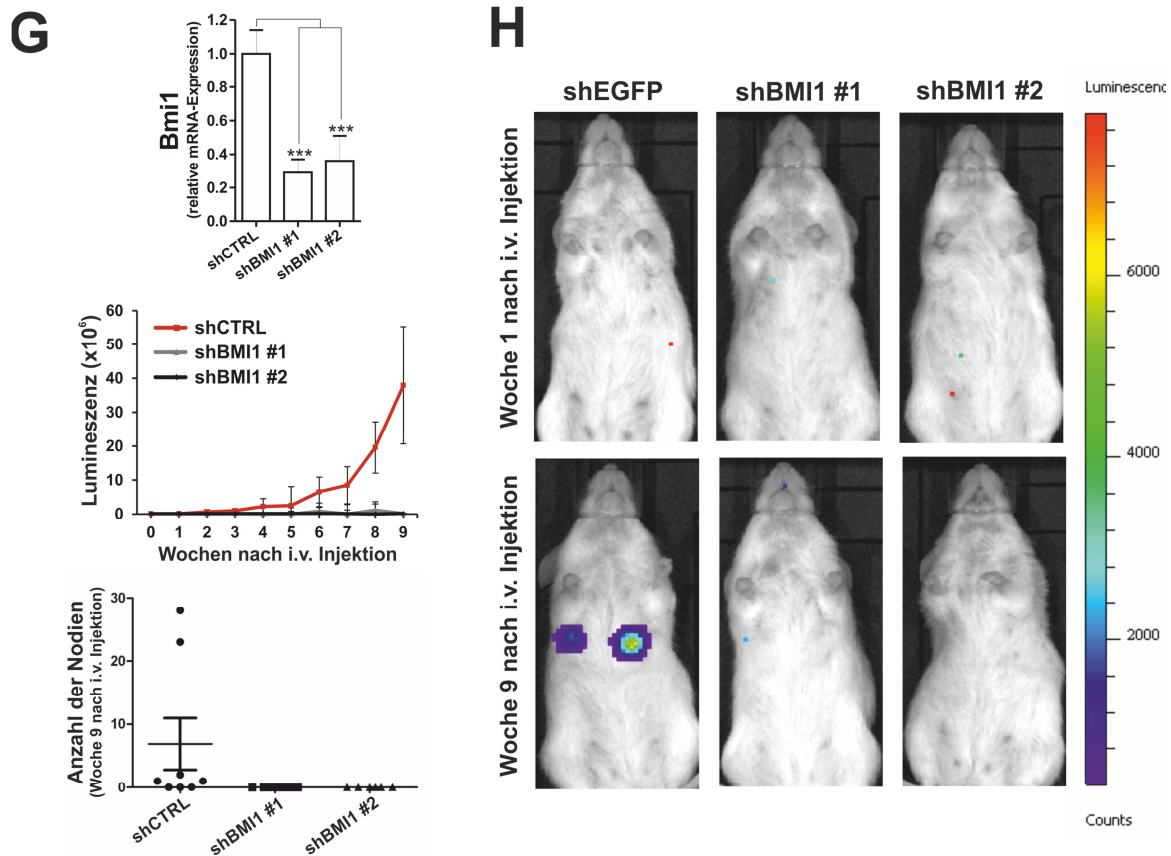 G
Bmi1
(relative mRNA-Expression)
1.2
1.0
0.8
0.6
0.4
0.2
0.0
***
***
shCTRL
shBMI1 #1
shBMI1 #2
Lumineszenz (x10⁶)
60
50
40
30
20
10
0
shCTRL
shBMI1 #1
shBMI1 #2
0 1 2 3 4 5 6 7 8 9
Wochen nach i.v. Injektion
Anzahl der Nodien
(Woche 9 nach i.v. Injektion)
30
20
10
0
shCTRL
shBMI1 #1
shBMI1 #2
H
shEGFP
shBMI1 #1
shBMI1 #2
Woche 1 nach i.v. Injektion
Woche 9 nach i.v. Injektion
Luminescenc
6000
4000
2000
Counts